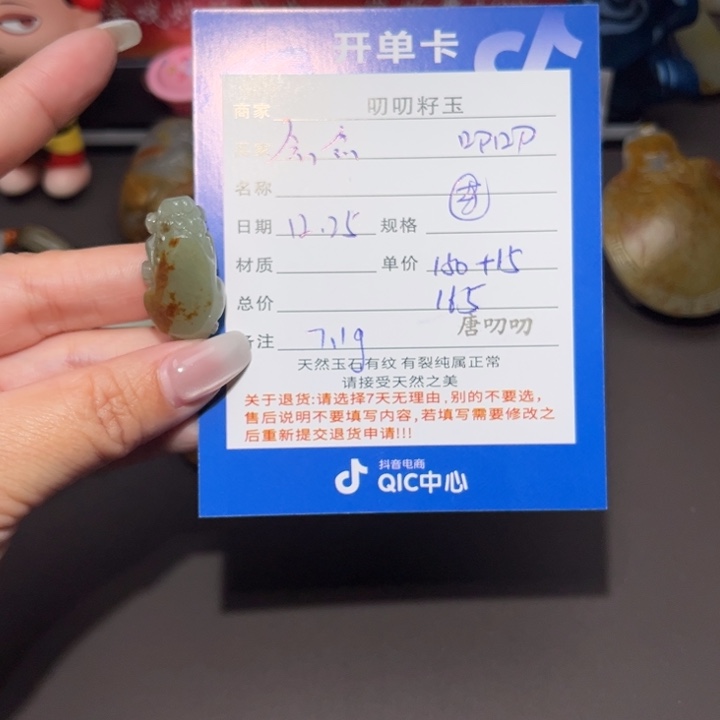 开单卡
商家 叨叨籽玉
念念 叨叨
名称
日期 12.25 规格
材质 单价 150+15
总价 165
唐叨叨
备注 7.1g
天然玉石有纹 有裂纯属正常
请接受天然之美
关于退货:请选择7天无理由,别的不要选,
售后说明不要填写内容,若填写需要修改之
后重新提交退货申请!!!
抖音电商
QIC中心